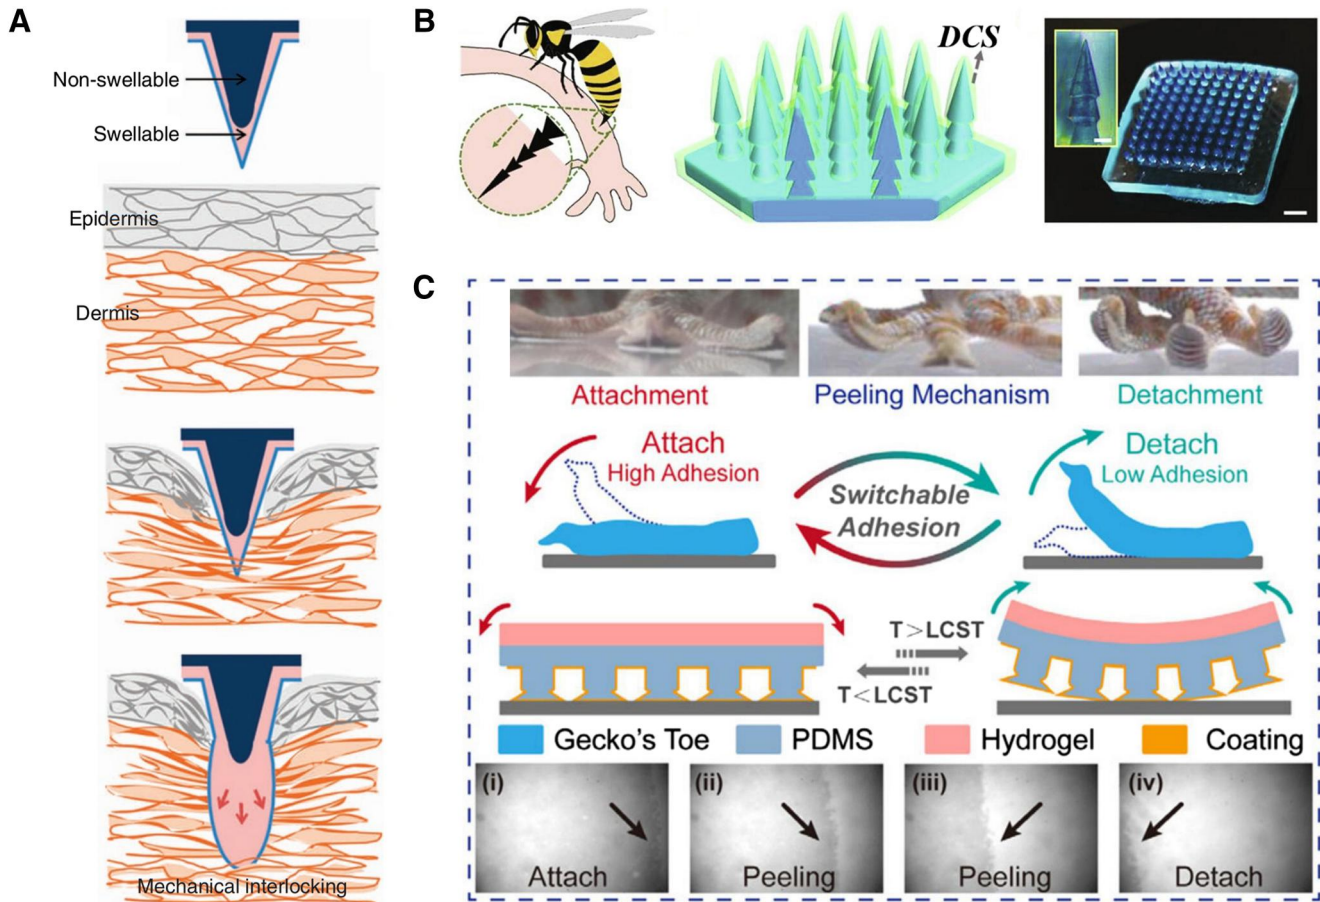 A
Non-swellable
Swellable
Epidermis
Dermis
Mechanical interlocking
B
DCS
C
Attachment
Peeling Mechanism
Detachment
Attach
High Adhesion
Switchable
Adhesion
Detach
Low Adhesion
T>LCST
T<LCST
Gecko's Toe
PDMS
Hydrogel
Coating
(i)
Attach
(ii)
Peeling
(iii)
Peeling
(iv)
Detach